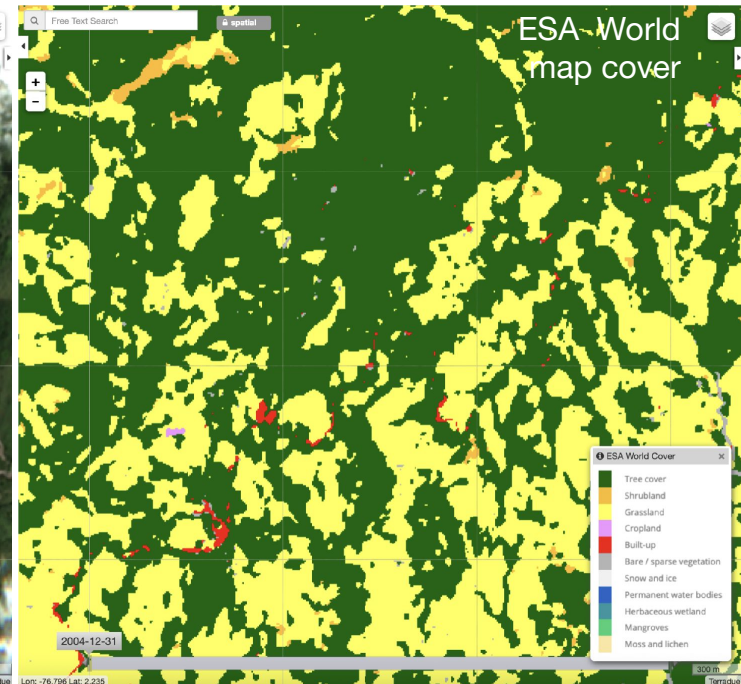 Free Text Search
spatial
ESA World
map cover
+
−
ESA World Cover
×
Tree cover
Shrubland
Grassland
Cropland
Built-up
Bare / sparse vegetation
Snow and ice
Permanent water bodies
Herbaceous wetland
Mangroves
Moss and lichen
2004-12-31
300 m
Lon: -76.796 Lat: 2.235
Terradue